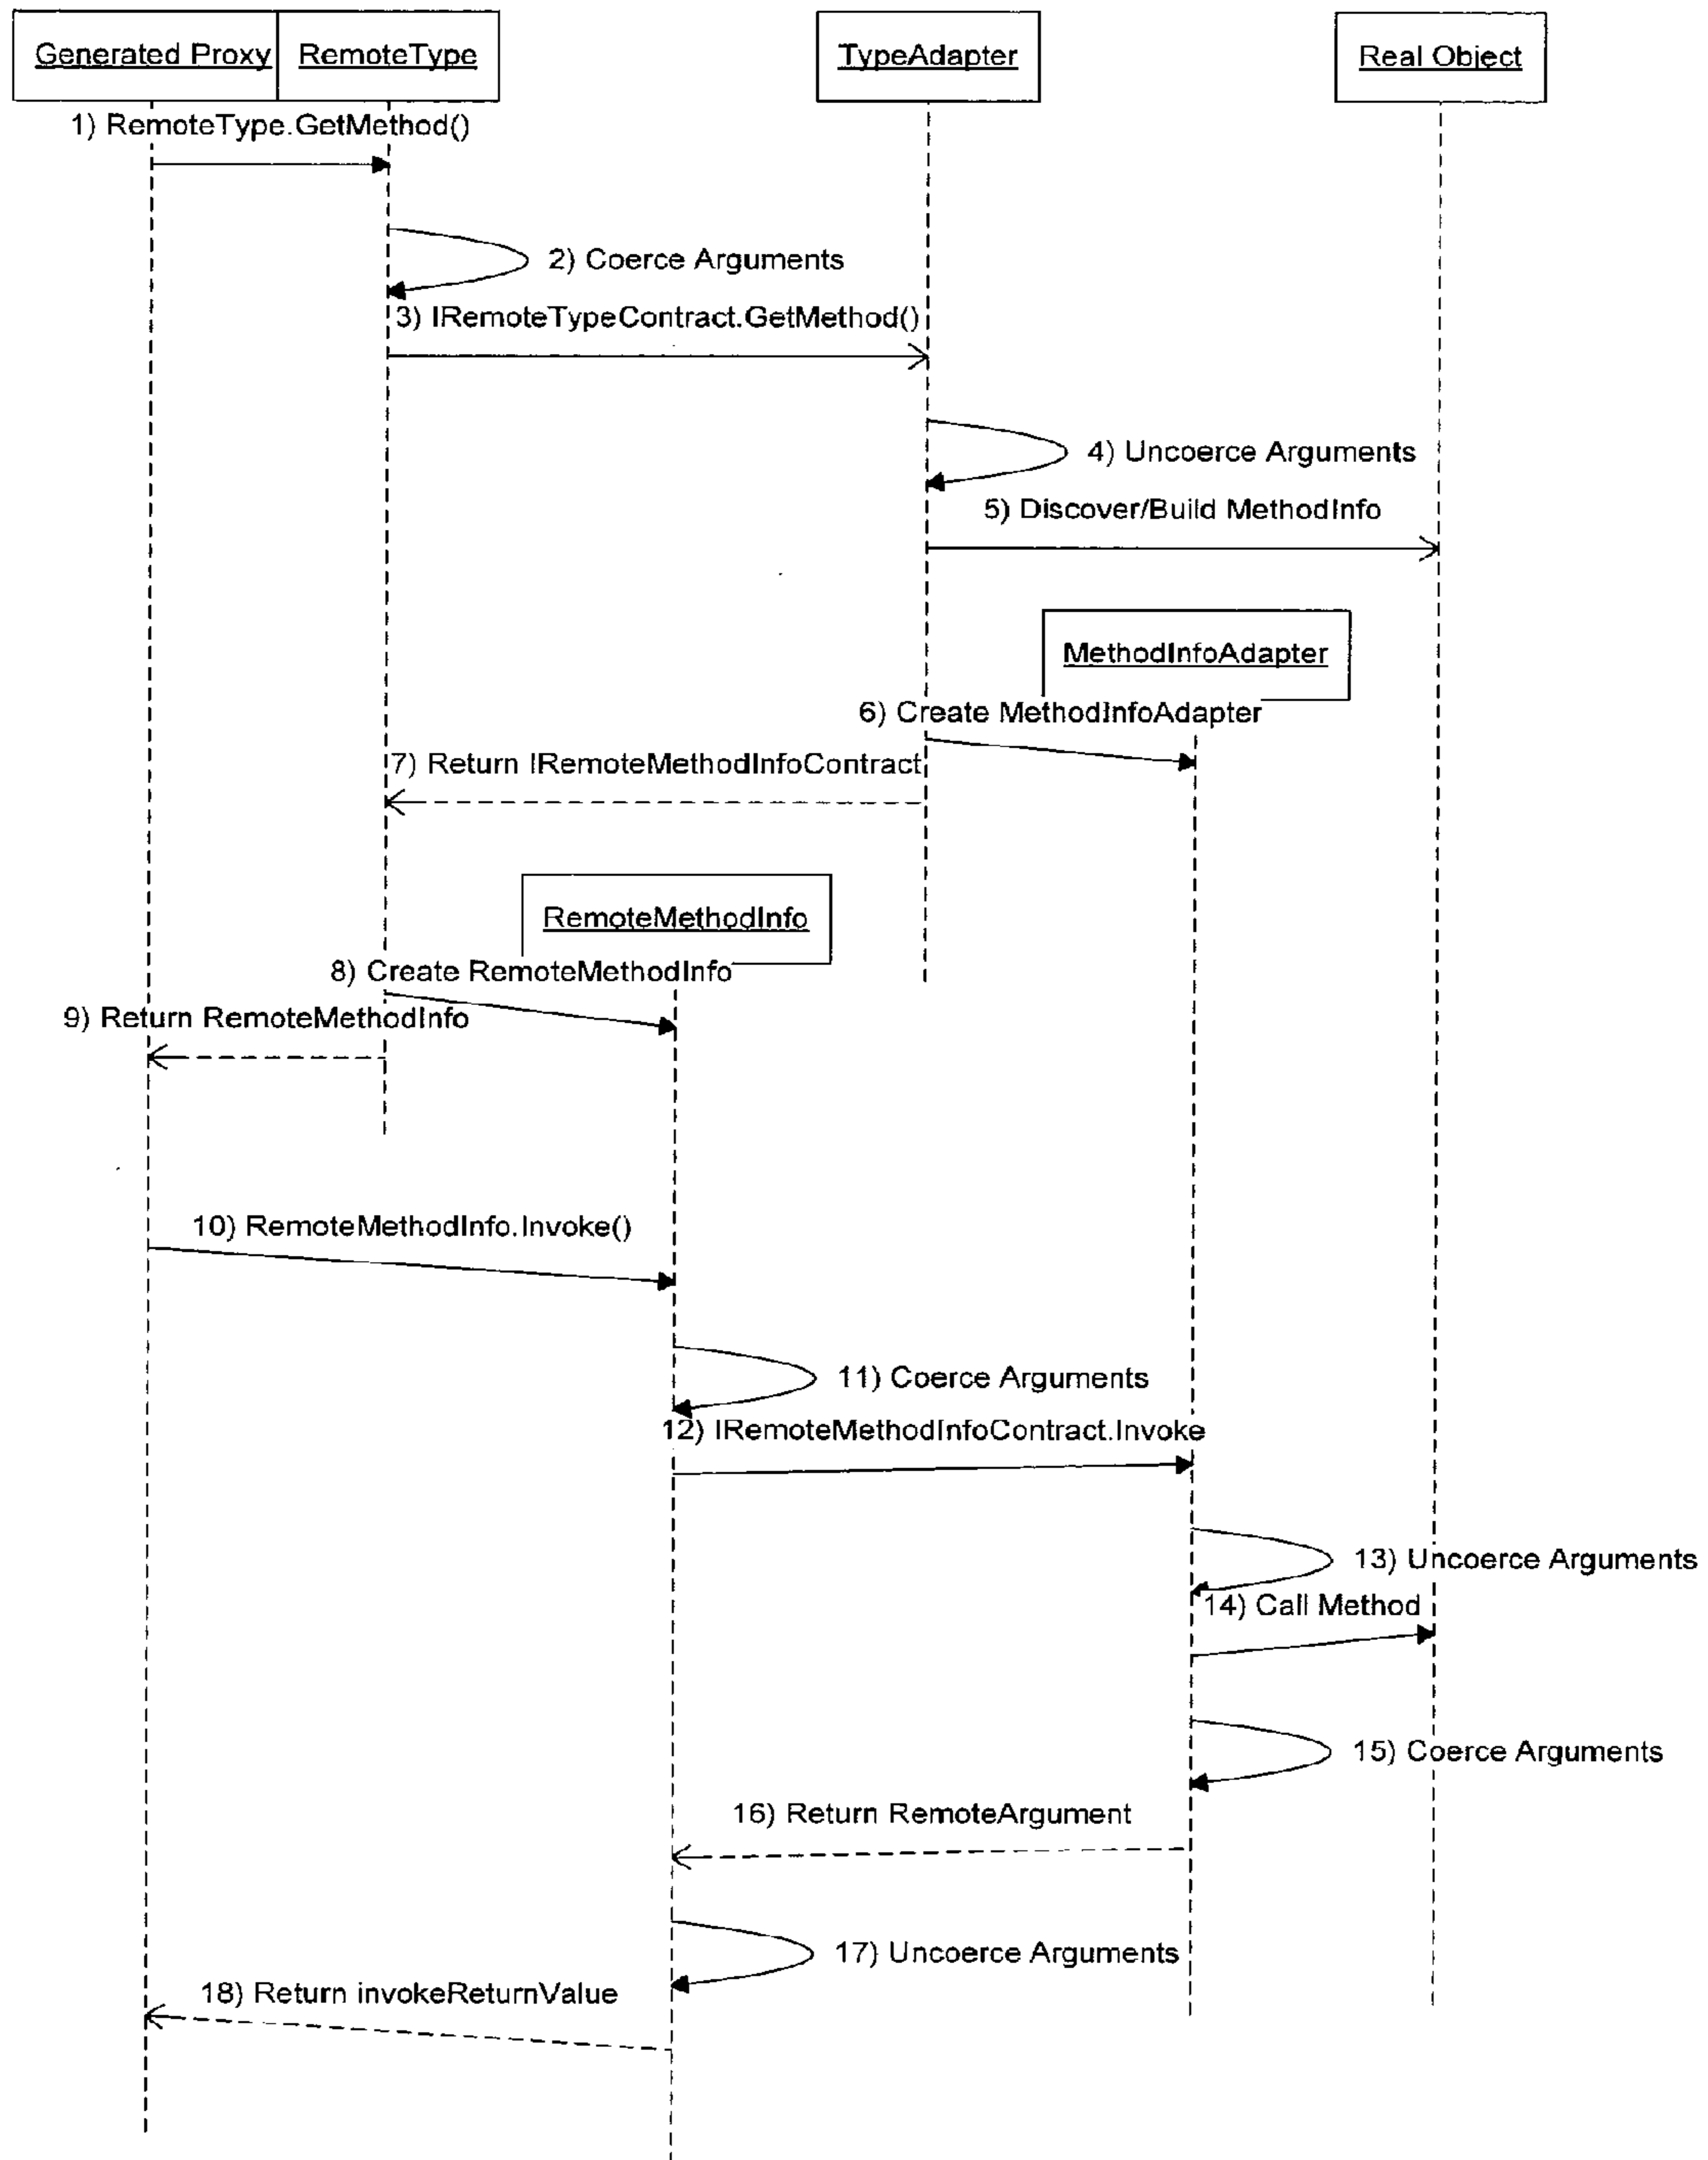 Generated Proxy
RemoteType
TypeAdapter
Real Object
1) RemoteType.GetMethod()
2) Coerce Arguments
3) IRemoteTypeContract.GetMethod()
4) Uncoerce Arguments
5) Discover/Build MethodInfo
MethodInfoAdapter
6) Create MethodInfoAdapter
7) Return IRemoteMethodInfoContract
RemoteMethodInfo
8) Create RemoteMethodInfo
9) Return RemoteMethodInfo
10) RemoteMethodInfo.Invoke()
11) Coerce Arguments
12) IRemoteMethodInfoContract.Invoke
13) Uncoerce Arguments
14) Call Method
15) Coerce Arguments
16) Return RemoteArgument
17) Uncoerce Arguments
18) Return invokeReturnValue